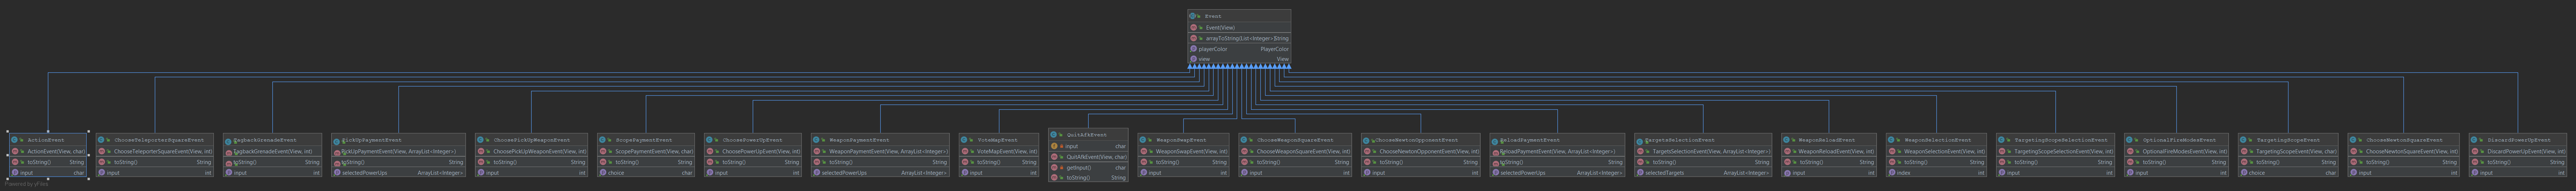 Event
Event(View)
arrayToString(List<Integer>) String
playerColor PlayerColor
view View
ActionEvent
ActionEvent(View, char)
toString() String
input char
ChooseTeleporterSquareEvent
ChooseTeleporterSquareEvent(View, int)
toString() String
input int
TagbackGrenadeEvent
TagbackGrenadeEvent(View, int)
toString() String
input int
PickUpPaymentEvent
PickUpPaymentEvent(View, ArrayList<Integer>)
toString() String
selectedPowerUps ArrayList<Integer>
ChoosePickUpWeaponEvent
ChoosePickUpWeaponEvent(View, int)
toString() String
input int
ScopePaymentEvent
ScopePaymentEvent(View, char)
toString() String
choice char
ChoosePowerUpEvent
ChoosePowerUpEvent(View, int)
toString() String
input int
WeaponPaymentEvent
WeaponPaymentEvent(View, ArrayList<Integer>)
toString() String
selectedPowerUps ArrayList<Integer>
VoteMapEvent
VoteMapEvent(View, int)
toString() String
input int
QuitAfkEvent
input char
QuitAfkEvent(View, char)
getInput() char
toString() String
WeaponSwapEvent
WeaponSwapEvent(View, int)
toString() String
input int
ChooseWeaponSquareEvent
ChooseWeaponSquareEvent(View, int)
toString() String
input int
ChooseNewtonOpponentEvent
ChooseNewtonOpponentEvent(View, int)
toString() String
input int
ReloadPaymentEvent
ReloadPaymentEvent(View, ArrayList<Integer>)
toString() String
selectedPowerUps ArrayList<Integer>
TargetsSelectionEvent
TargetsSelectionEvent(View, ArrayList<Integer>)
toString() String
selectedTargets ArrayList<Integer>
WeaponReloadEvent
WeaponReloadEvent(View, int)
toString() String
input int
WeaponSelectionEvent
WeaponSelectionEvent(View, int)
toString() String
index int
TargetingScopeSelectionEvent
TargetingScopeSelectionEvent(View, int)
toString() String
input int
OptionalFireModesEvent
OptionalFireModesEvent(View, int)
toString() String
input int
TargetingScopeEvent
TargetingScopeEvent(View, char)
toString() String
choice char
ChooseNewtonSquareEvent
ChooseNewtonSquareEvent(View, int)
toString() String
input int
DiscardPowerUpEvent
DiscardPowerUpEvent(View, int)
toString() String
input int
Powered by yFiles